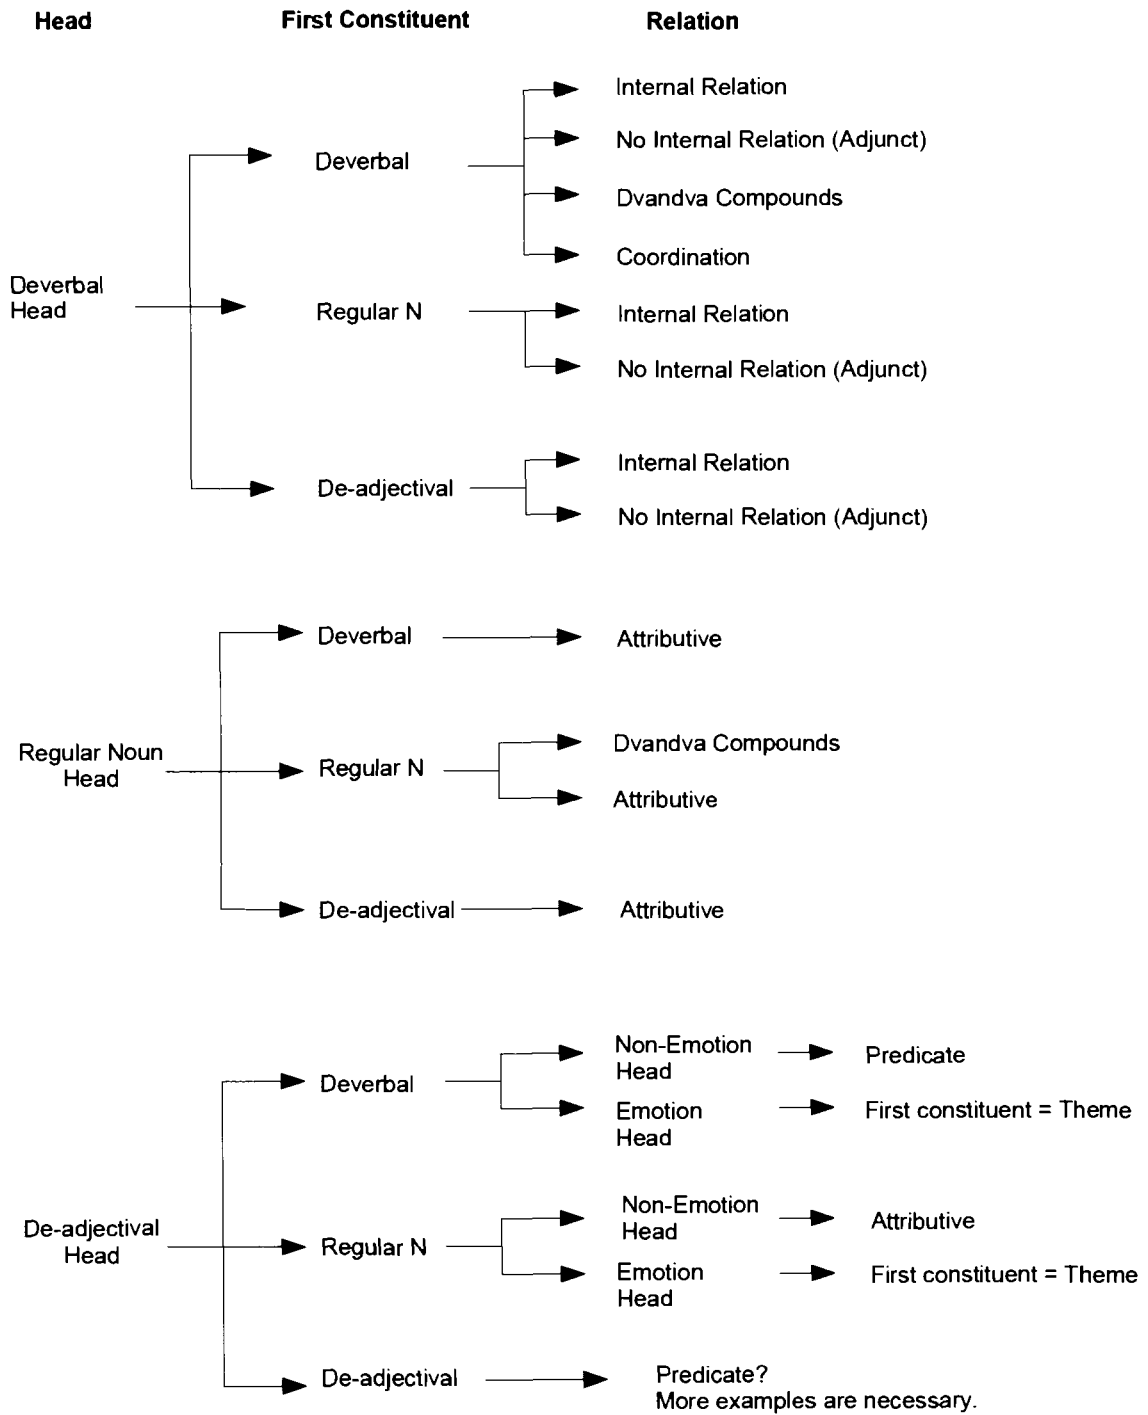 Head First Constituent Relation
Internal Relation
No Internal Relation (Adjunct)
Deverbal
Dvandva Compounds
Coordination
Deverbal
Head
Regular N
Internal Relation
No Internal Relation (Adjunct)
Internal Relation
De-adjectival
No Internal Relation (Adjunct)
Deverbal
Attributive
Regular Noun
Head
Regular N
Dvandva Compounds
Attributive
De-adjectival
Attributive
Deverbal
Non-Emotion
Head
Predicate
Emotion
Head
First constituent = Theme
De-adjectival
Head
Regular N
Non-Emotion
Head
Attributive
Emotion
Head
First constituent = Theme
De-adjectival
Predicate?
More examples are necessary.